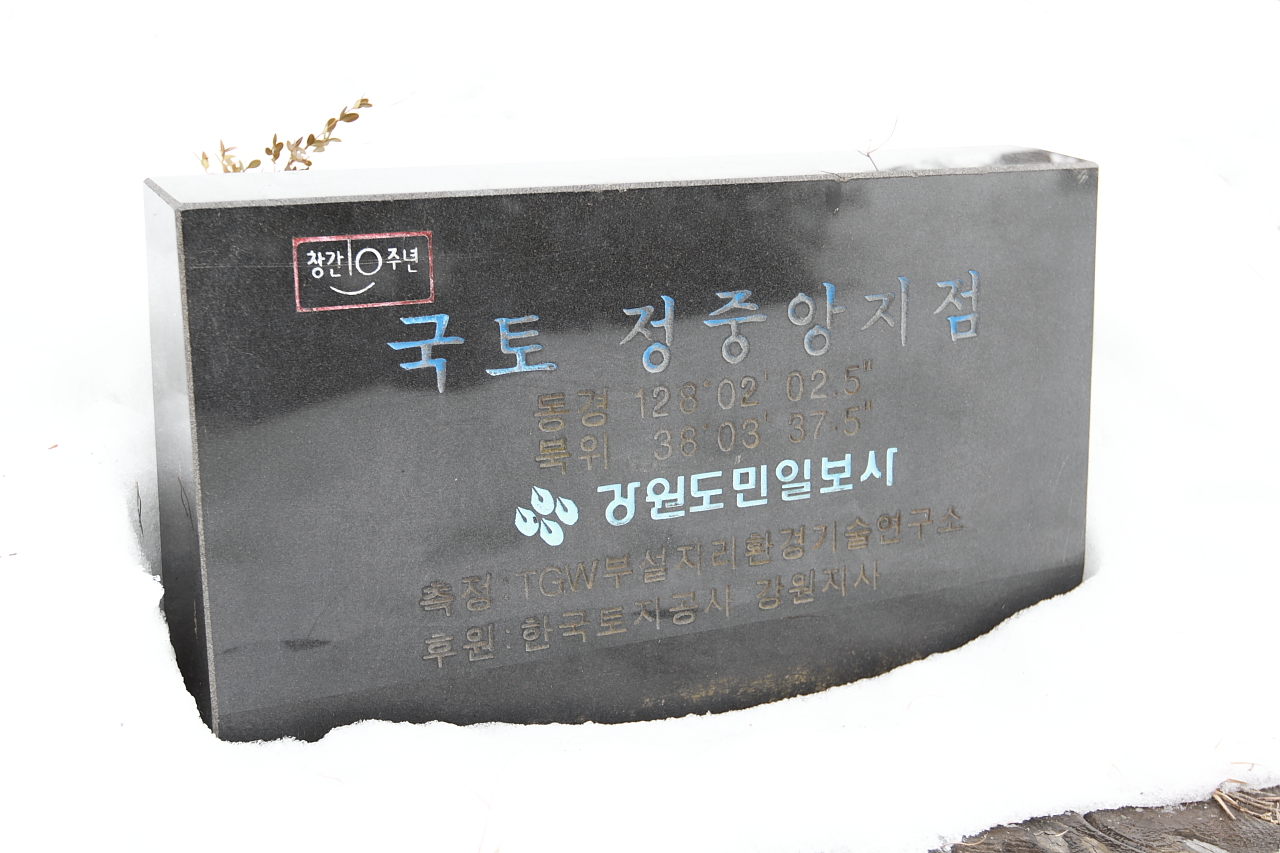 창간10주년
국토 정중앙지점
동경 128°02' 02.5"
북위 38°03' 37.5"
강원도민일보사
측정:TGW부설지리환경기술연구소
후원:한국토지공사 강원지사